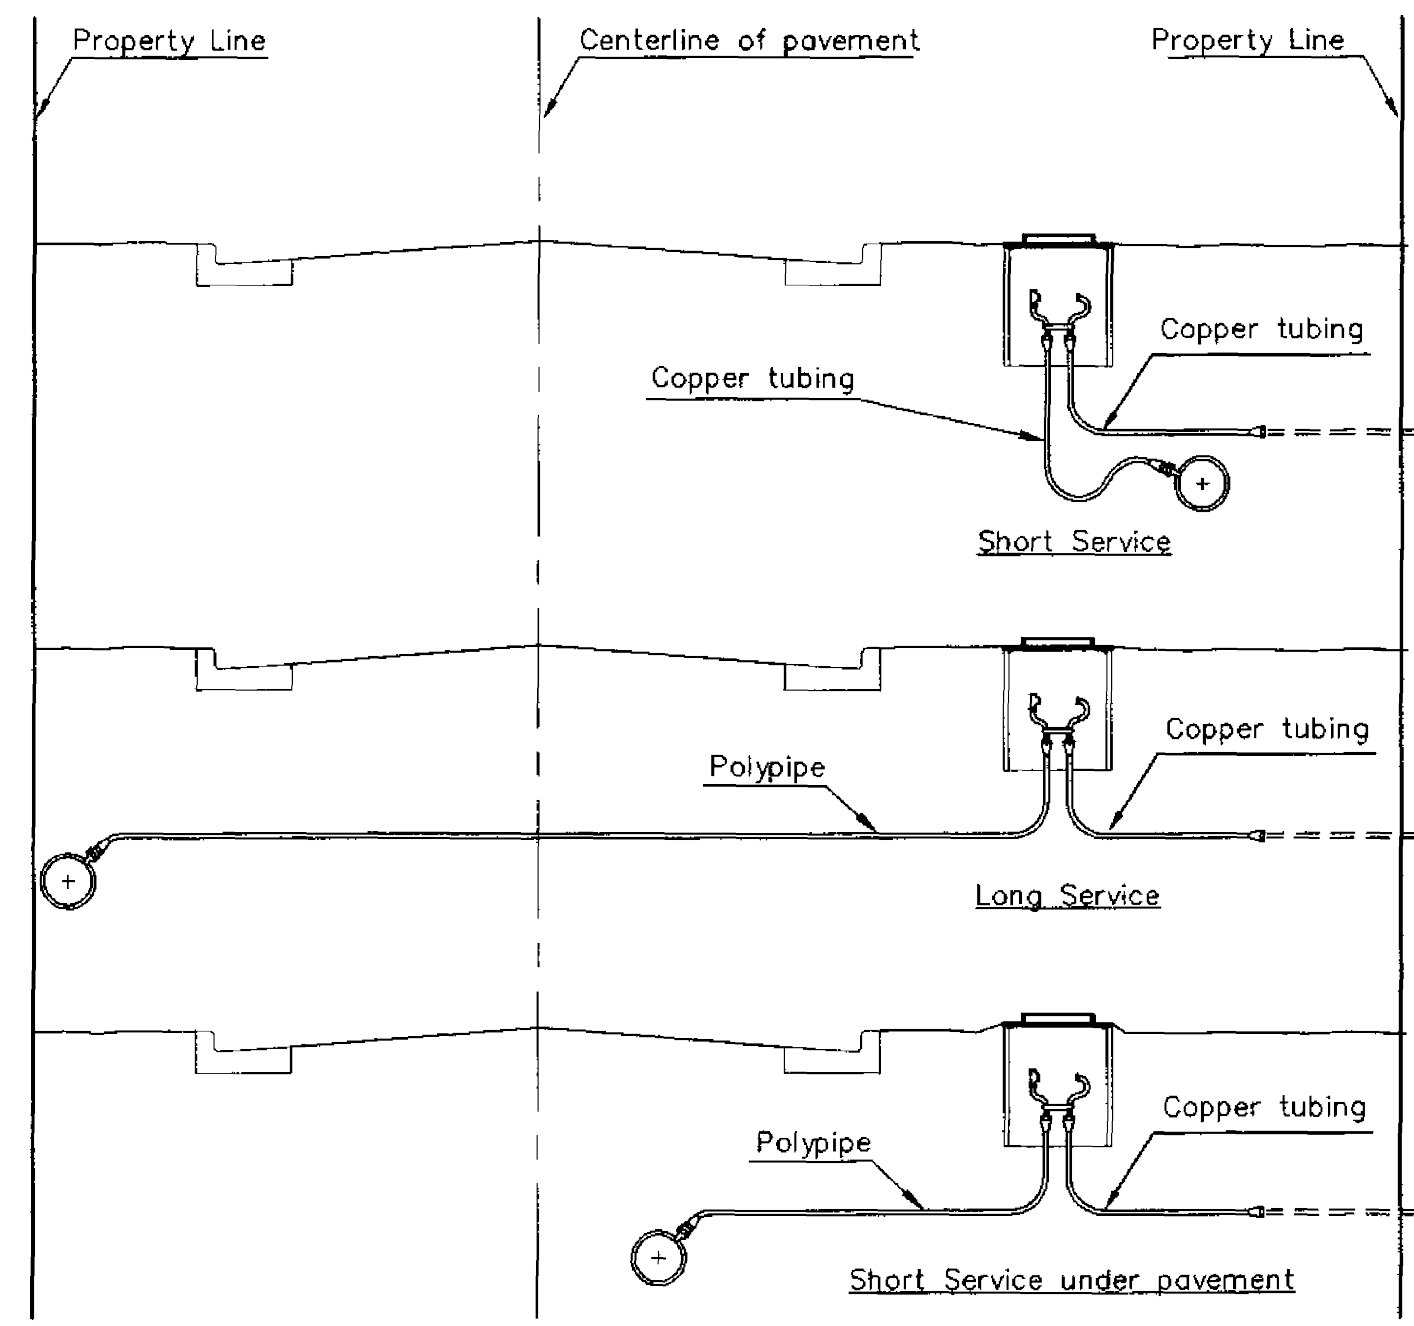 Property Line
Centerline of pavement
Property Line
Copper tubing
Copper tubing
Short Service
Copper tubing
Polypipe
Long Service
Copper tubing
Polypipe
Short Service under pavement